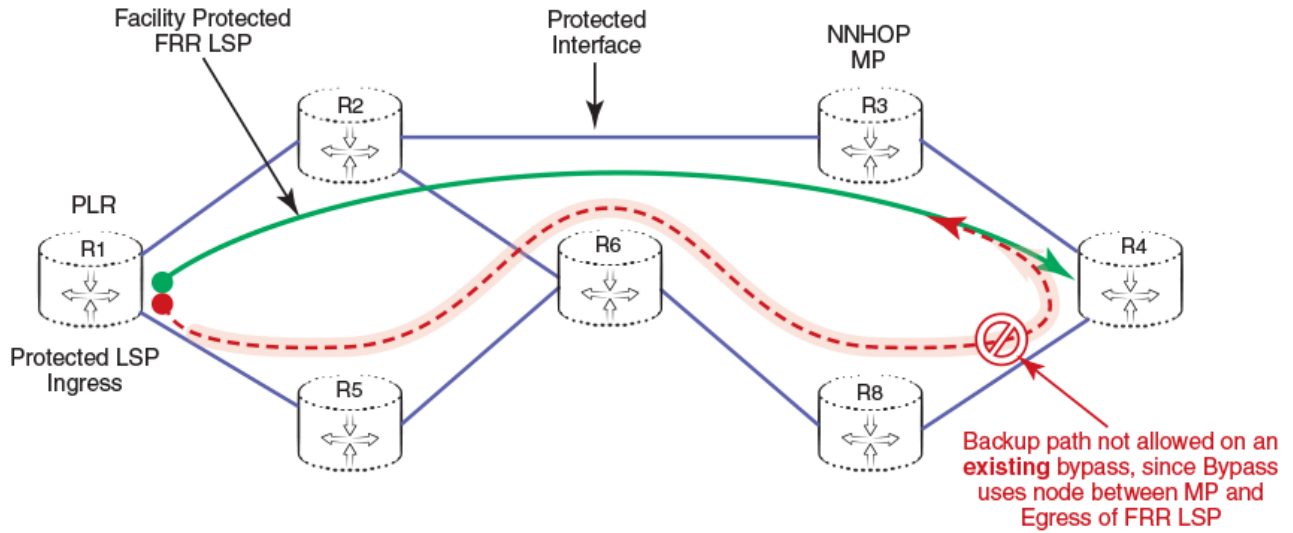 Facility Protected
FRR LSP
Protected
Interface
NNHOP
MP
R2
R3
PLR
R1
R6
R4
Protected LSP
Ingress
R5
R8
Backup path not allowed on an
existing bypass, since Bypass
uses node between MP and
Egress of FRR LSP